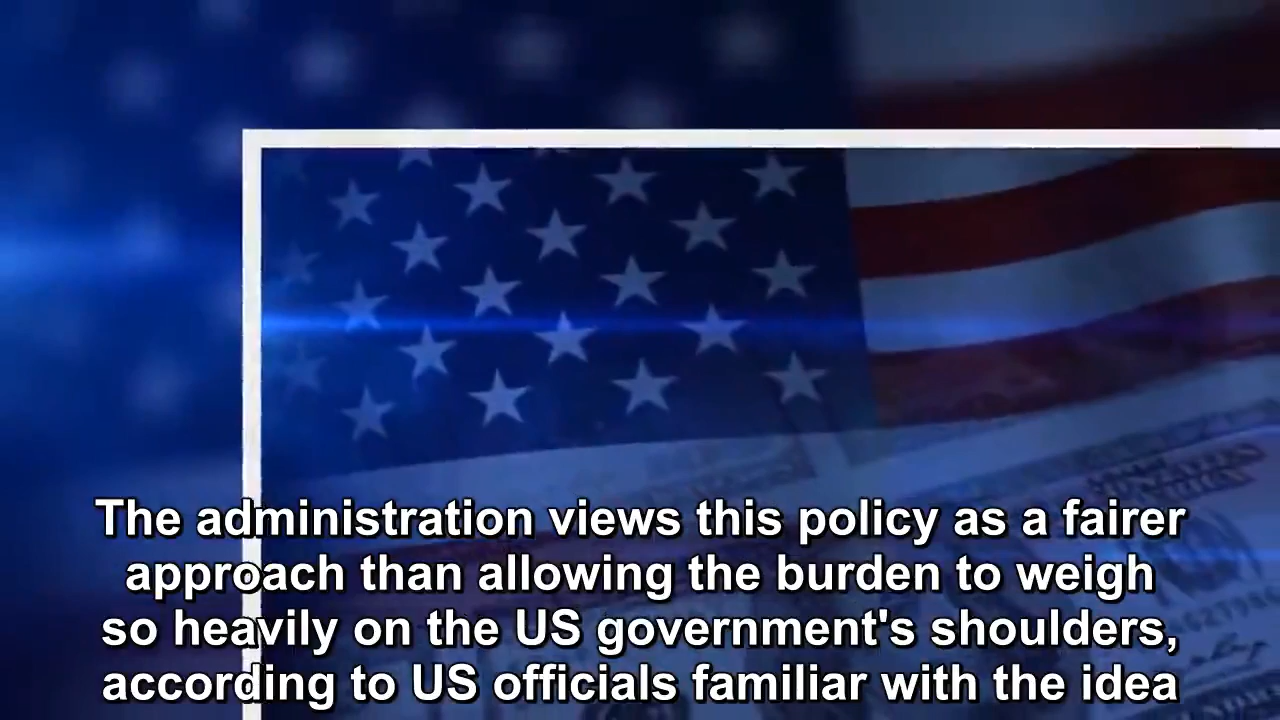 The administration views this policy as a fairer
approach than allowing the burden to weigh
so heavily on the US government's shoulders,
according to US officials familiar with the idea